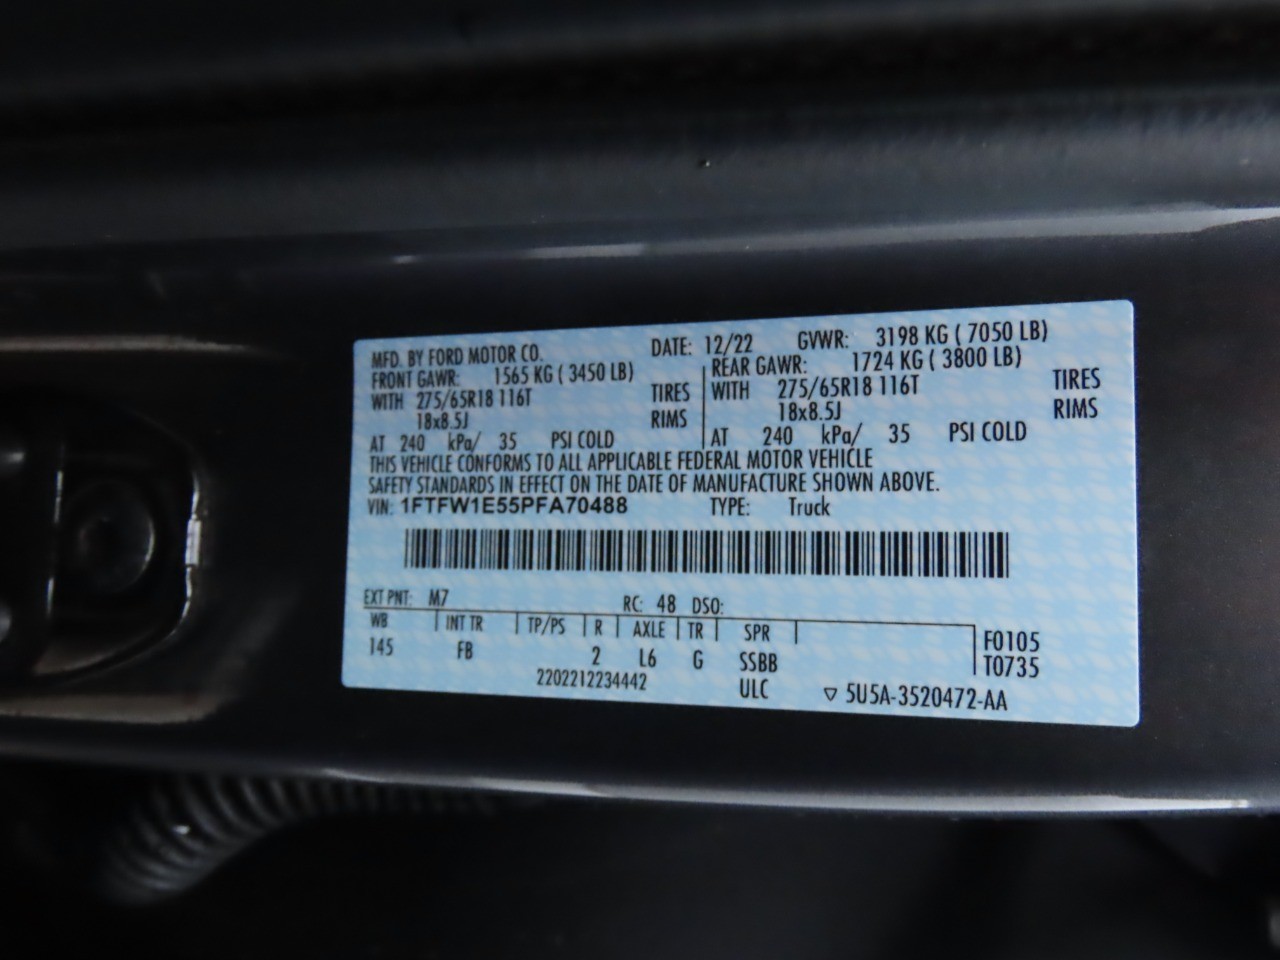 MFD. BY FORD MOTOR CO. DATE: 12/22 GVWR: 3198 KG ( 7050 LB)
FRONT GAWR: 1565 KG ( 3450 LB) REAR GAWR: 1724 KG ( 3800 LB)
WITH 275/65R18 116T TIRES WITH 275/65R18 116T TIRES
18x8.5J RIMS 18x8.5J RIMS
AT 240 kPa/ 35 PSI COLD AT 240 kPa/ 35 PSI COLD
THIS VEHICLE CONFORMS TO ALL APPLICABLE FEDERAL MOTOR VEHICLE
SAFETY STANDARDS IN EFFECT ON THE DATE OF MANUFACTURE SHOWN ABOVE.
VIN: 1FTFW1E55PFA70488 TYPE: Truck
EXT PNT: M7 RC: 48 DSO:
WB INT TR TP/PS R AXLE TR SPR F0105
145 FB 2 L6 G SSBB T0735
2202212234442 ULC ▽ 5U5A-3520472-AA